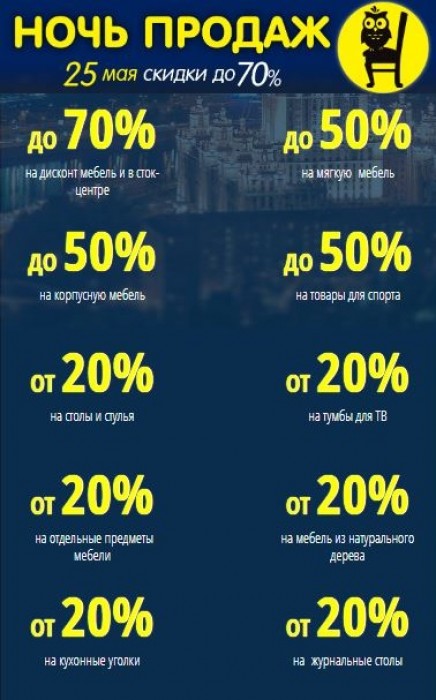 НОЧЬ ПРОДАЖ
25 мая скидки до 70%
до 70%
на дисконт мебель и в сток-
центре
до 50%
на мягкую мебель
до 50%
на корпусную мебель
до 50%
на товары для спорта
от 20%
на столы и стулья
от 20%
на тумбы для ТВ
от 20%
на отдельные предметы
мебели
от 20%
на мебель из натурального
дерева
от 20%
на кухонные уголки
от 20%
на журнальные столы